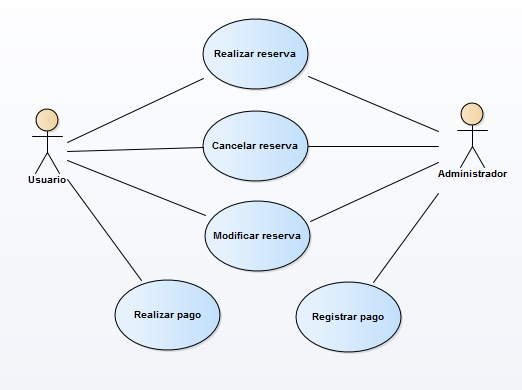 Realizar reserva
Cancelar reserva
Usuario
Administrador
Modificar reserva
Realizar pago
Registrar pago